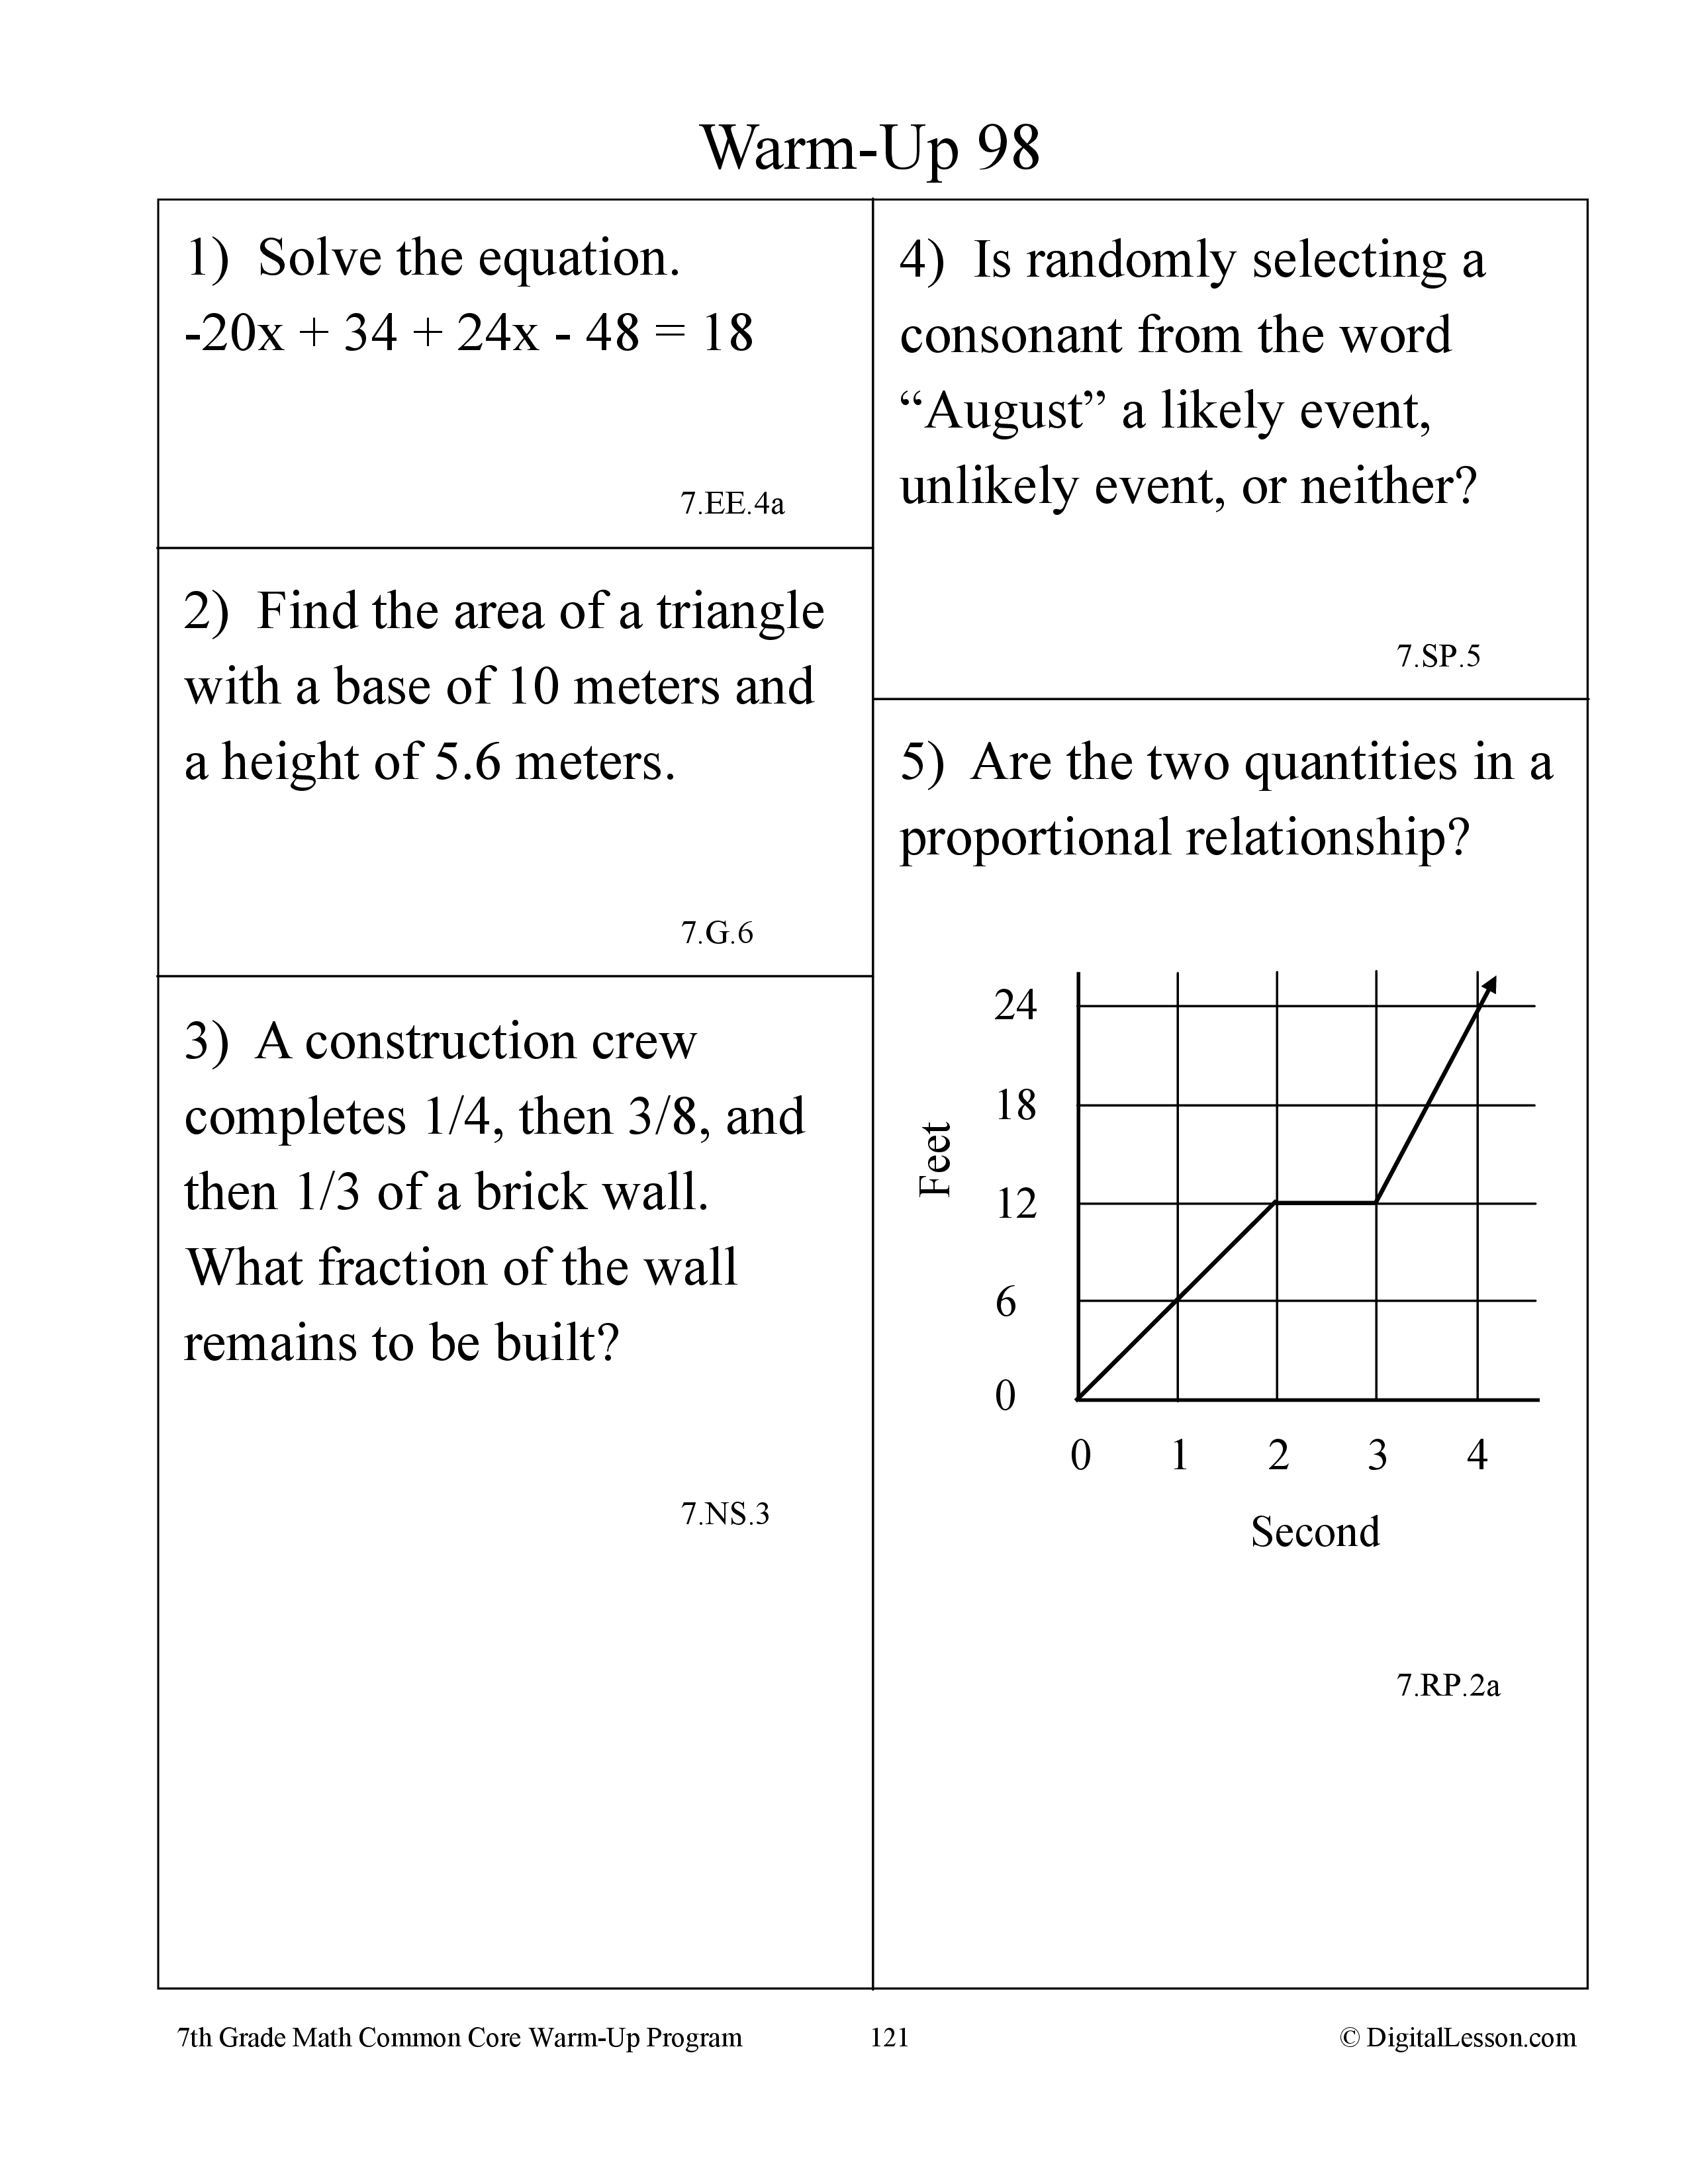 Warm-Up 98
1)  Solve the equation.
-20x + 34 + 24x - 48 = 18
7.EE.4a
2)  Find the area of a triangle
with a base of 10 meters and
a height of 5.6 meters.
7.G.6
3)  A construction crew
completes 1/4, then 3/8, and
then 1/3 of a brick wall.
What fraction of the wall
remains to be built?
7.NS.3
4)  Is randomly selecting a
consonant from the word
“August” a likely event,
unlikely event, or neither?
7.SP.5
5)  Are the two quantities in a
proportional relationship?
24
18
12
6
0
Feet
0 1 2 3 4
Second
7.RP.2a
7th Grade Math Common Core Warm-Up Program 121 © DigitalLesson.com